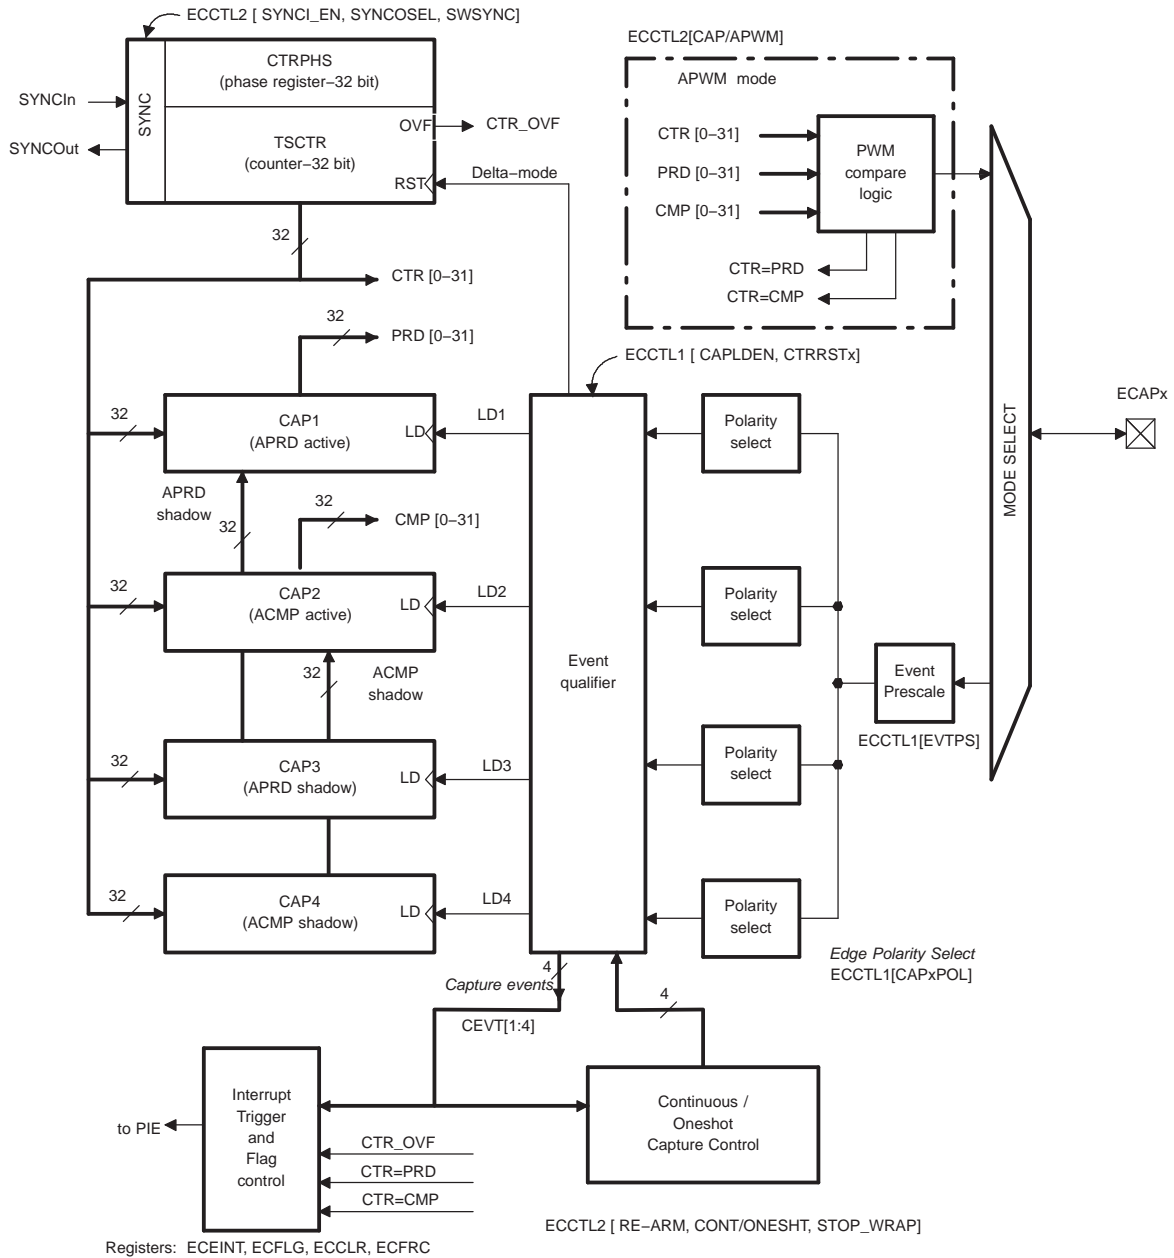 ECCTL2 [ SYNCI_EN, SYNCOSEL, SWSYNC]
SYNC
CTRPHS
(phase register−32 bit)
SYNCIn
SYNCOut
TSCTR
(counter−32 bit)
OVF
CTR_OVF
RST
Delta−mode
32
CTR [0−31]
32
PRD [0−31]
ECCTL2[CAP/APWM]
APWM mode
CTR [0−31]
PRD [0−31]
CMP [0−31]
PWM
compare
logic
CTR=PRD
CTR=CMP
ECCTL1 [ CAPLDEN, CTRRSTx]
MODE SELECT
ECAPx
32
CAP1
(APRD active)
LD
LD1
Polarity
select
APRD
shadow
32
32
CMP [0−31]
32
CAP2
(ACMP active)
LD
LD2
Polarity
select
32
ACMP
shadow
Event
qualifier
Event
Prescale
ECCTL1[EVTPS]
32
CAP3
(APRD shadow)
LD
LD3
Polarity
select
32
CAP4
(ACMP shadow)
LD
LD4
Polarity
select
Edge Polarity Select
ECCTL1[CAPxPOL]
4
Capture events
CEVT[1:4]
4
Interrupt
Trigger
and
Flag
control
to PIE
CTR_OVF
CTR=PRD
CTR=CMP
Continuous /
Oneshot
Capture Control
ECCTL2 [ RE−ARM, CONT/ONESHT, STOP_WRAP]
Registers: ECEINT, ECFLG, ECCLR, ECFRC